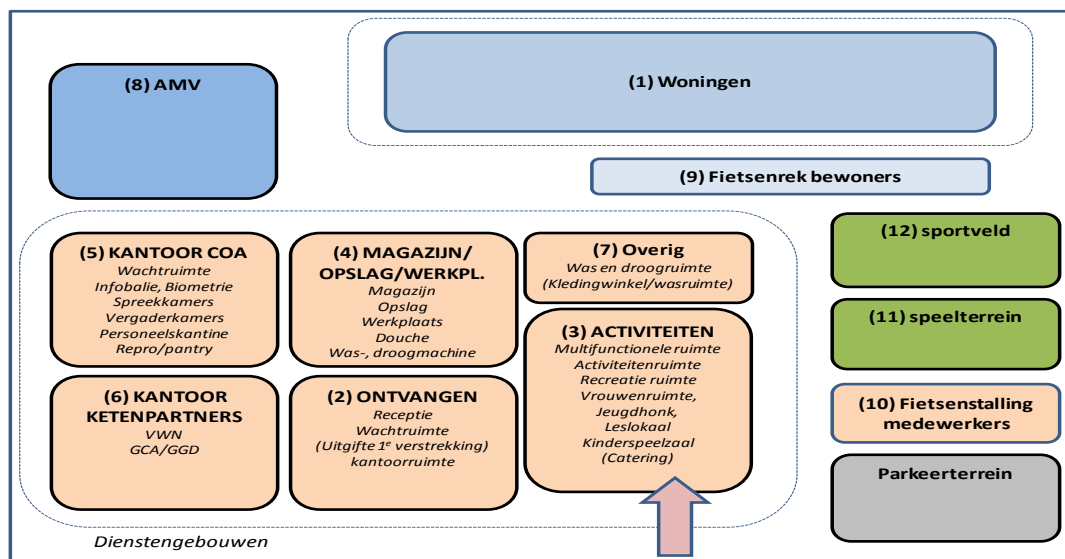 (8) AMV
(1) Woningen
(9) Fietsenrek bewoners
(5) KANTOOR COA
Wachtruimte
Infobalie, Biometrie
Spreekkamers
Vergaderkamers
Personeelskantine
Repro/pantry
(4) MAGAZIJN/
OPSLAG/WERKPL.
Magazijn
Opslag
Werkplaats
Douche
Was-, droogmachine
(7) Overig
Was en droogruimte
(Kledingwinkel/wasruimte)
(12) sportveld
(3) ACTIVITEITEN
Multifunctionele ruimte
Activiteitenruimte
Recreatie ruimte
Vrouwenruimte,
Jeugdhonk,
Leslokaal
Kinderspeelzaal
(Catering)
(11) speelterrein
(6) KANTOOR
KETENPARTNERS
VWN
GCA/GGD
(2) ONTVANGEN
Receptie
Wachtruimte
(Uitgifte 1e verstrekking)
kantoorruimte
(10) Fietsenstalling
medewerkers
Parkeerterrein
Dienstengebouwen